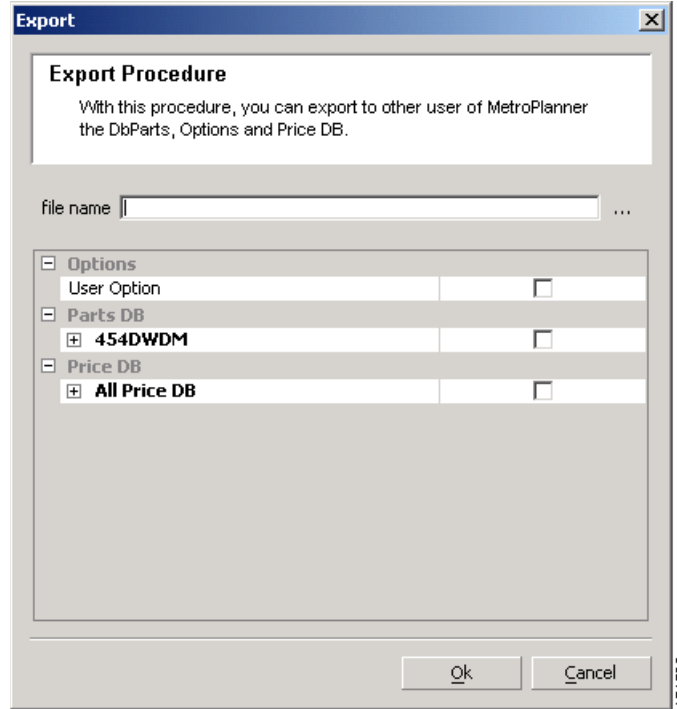 Export
Export Procedure
With this procedure, you can export to other user of MetroPlanner
the DbParts, Options and Price DB.
file name ...
Options
User Option
Parts DB
454DWDM
Price DB
All Price DB
Ok Cancel